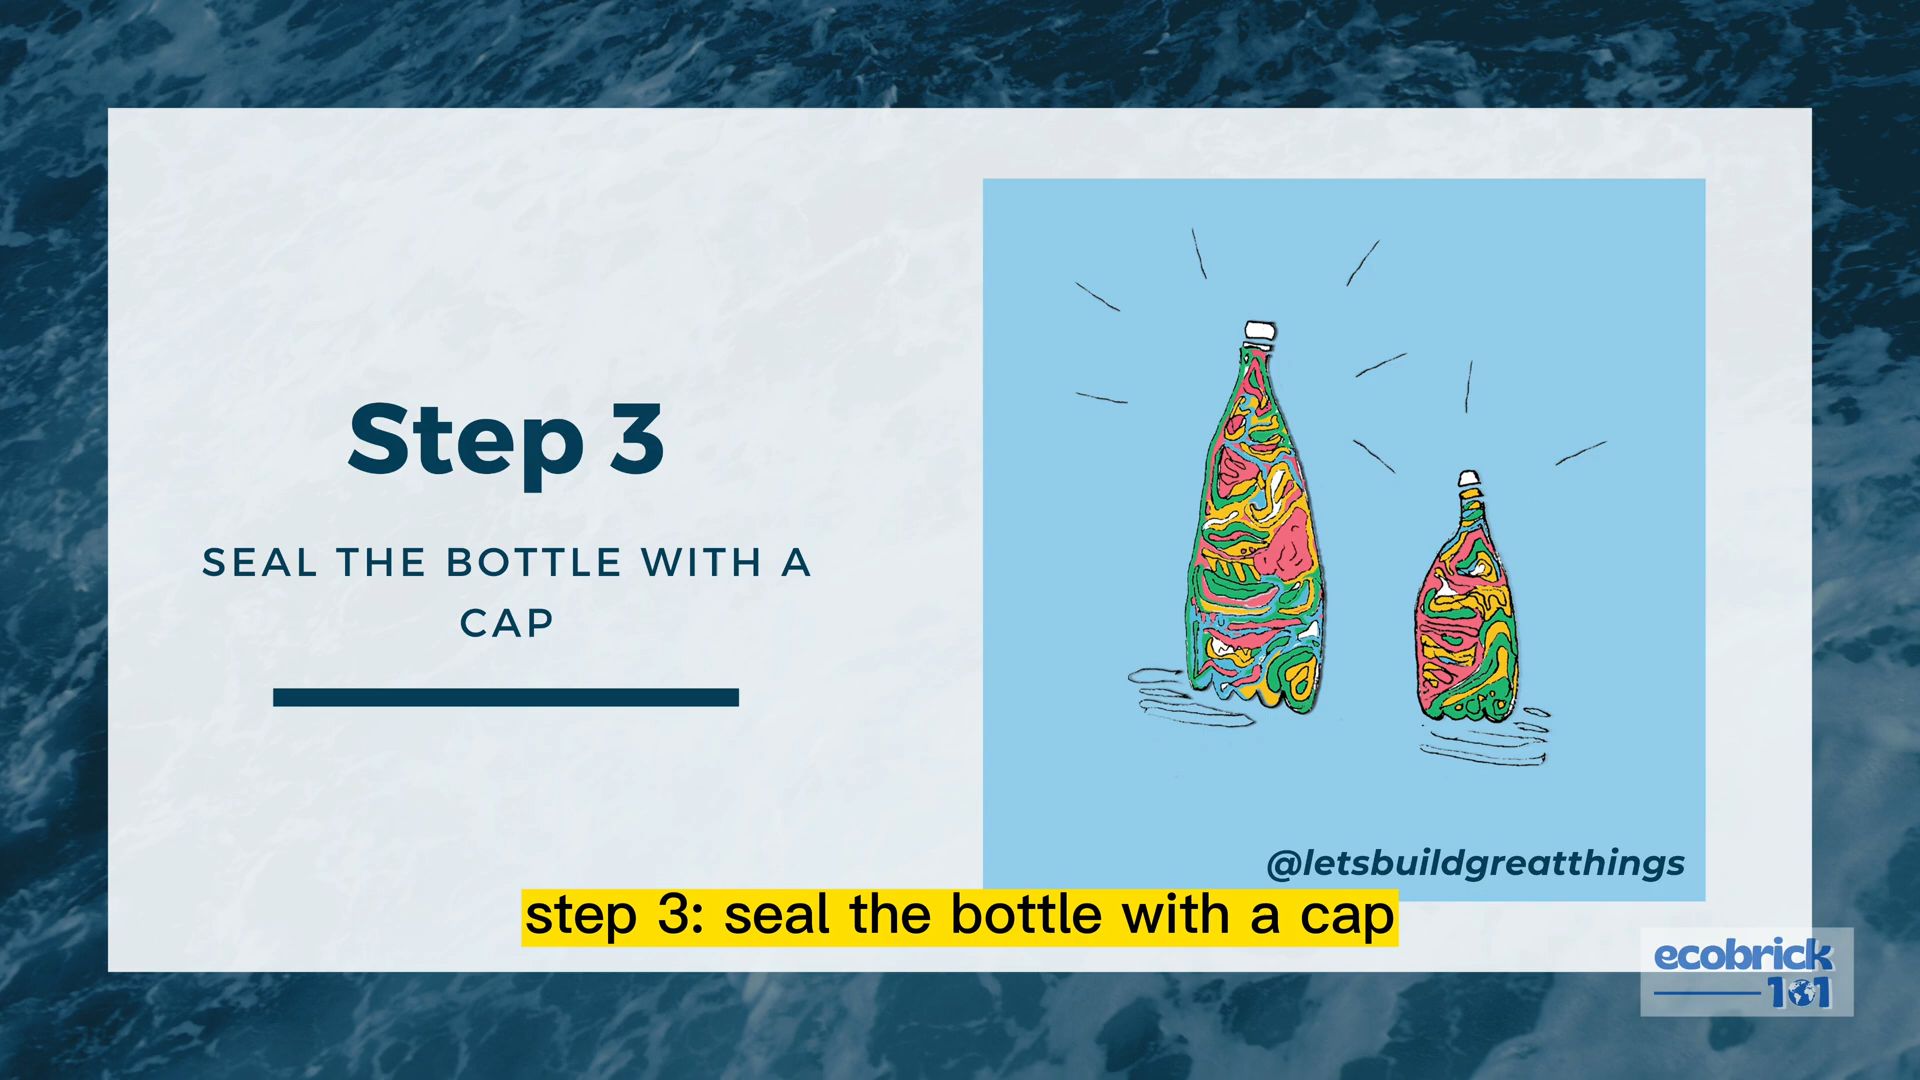 Step 3
SEAL THE BOTTLE WITH A
CAP
@letsbuildgreatthings
step 3: seal the bottle with a cap
ecobrick
101